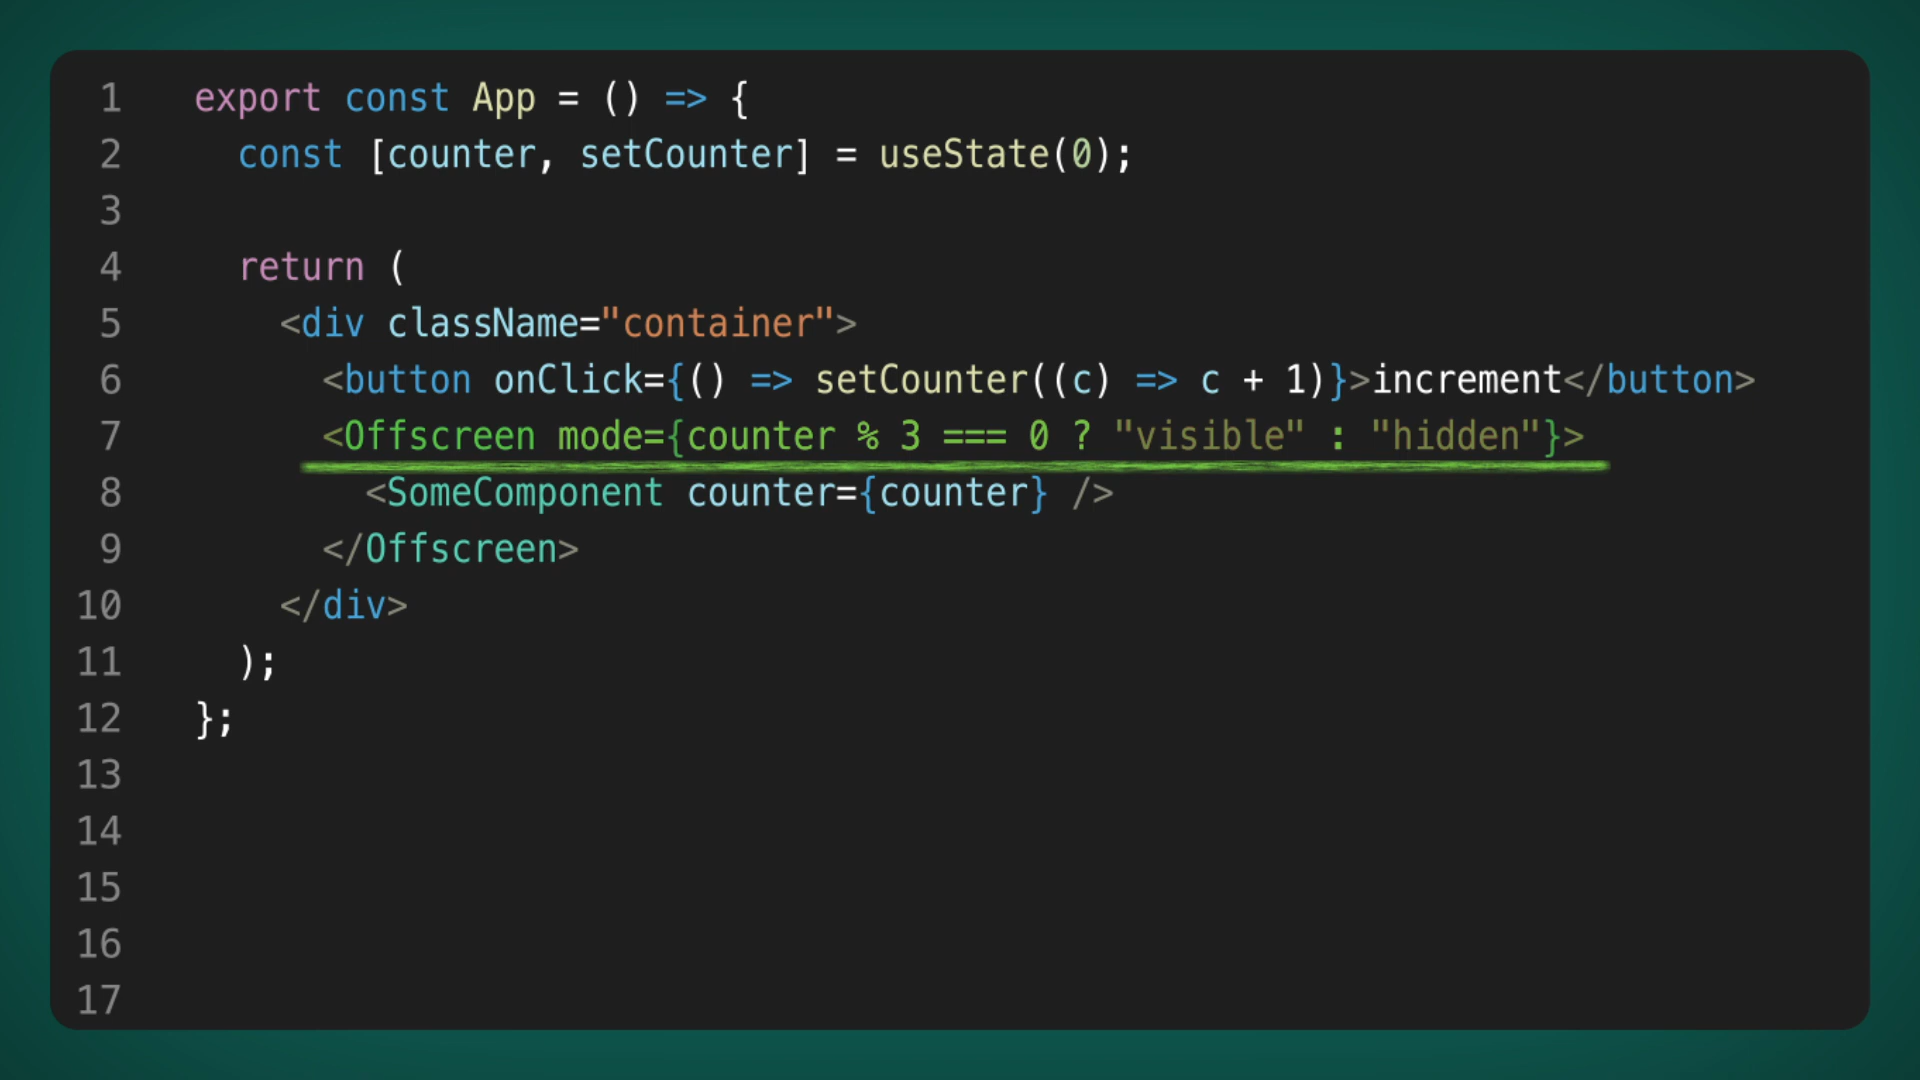 1 export const App = () => {
2 const [counter, setCounter] = useState(0);
3
4 return (
5 <div className="container">
6 <button onClick={() => setCounter((c) => c + 1)}>increment</button>
7 <Offscreen mode={counter % 3 === 0 ? "visible" : "hidden"}>
8 <SomeComponent counter={counter} />
9 </Offscreen>
10 </div>
11 );
12 };
13
14
15
16
17